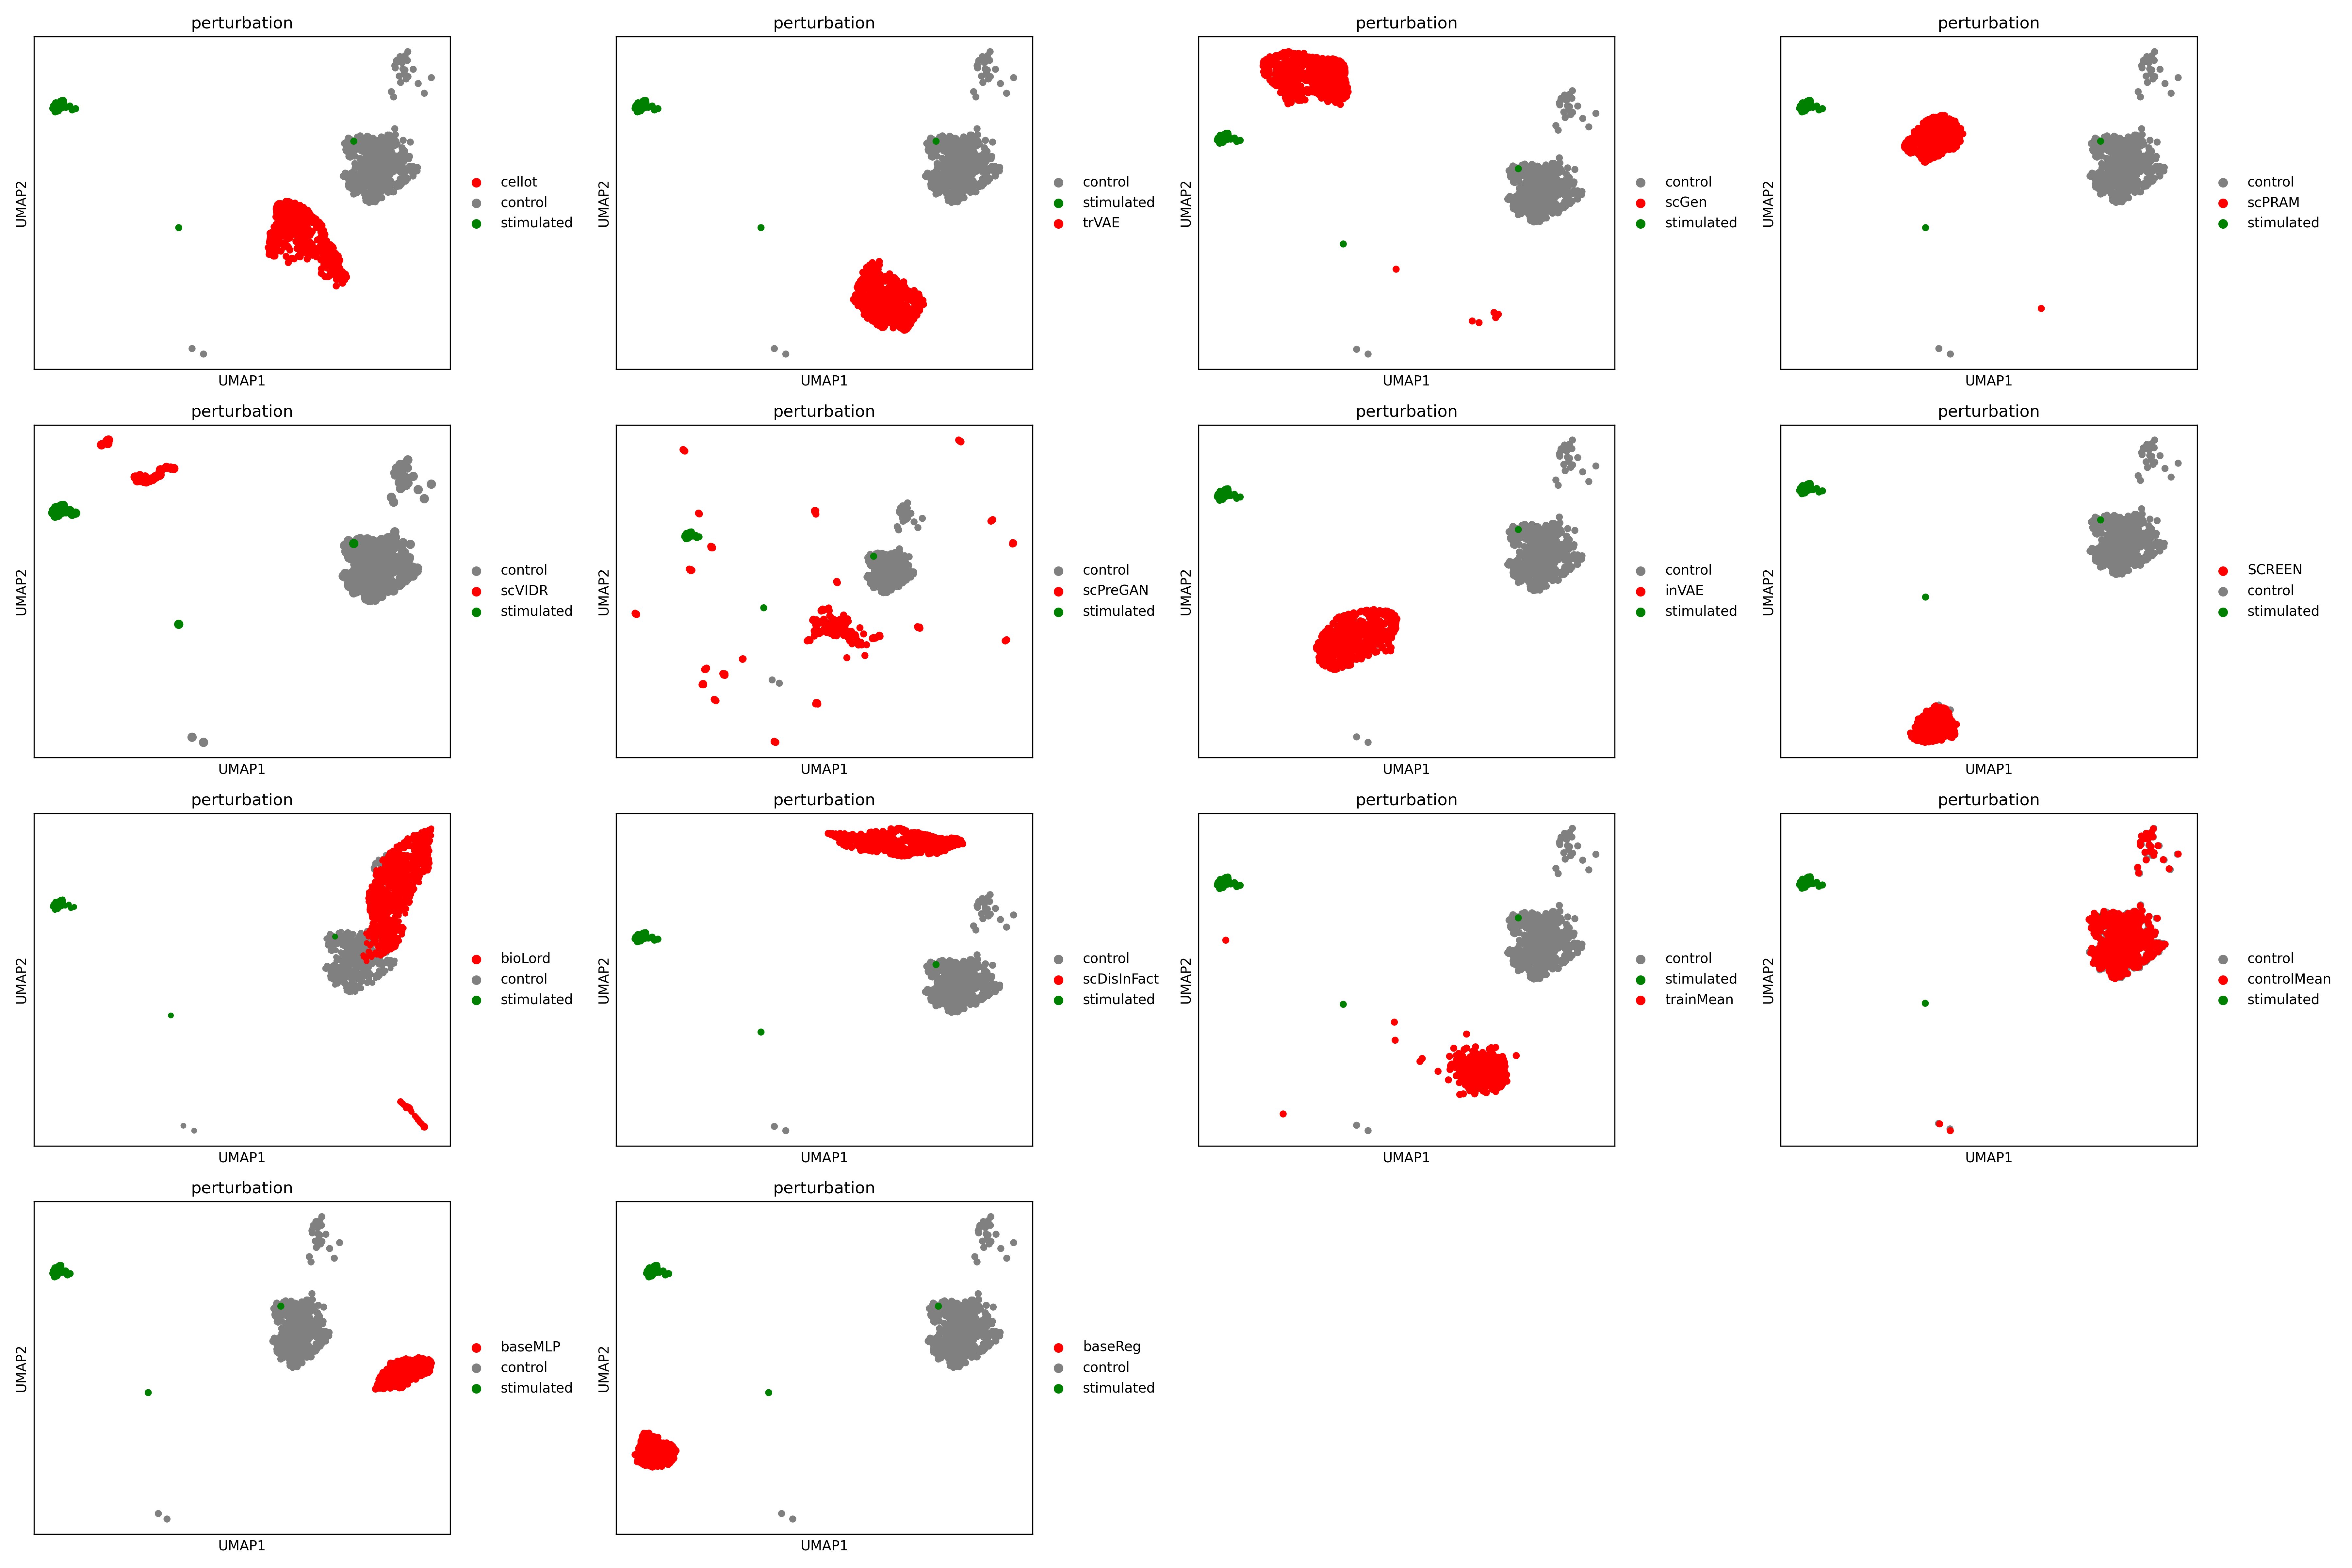 perturbation
UMAP2
cellot
control
stimulated
UMAP1
perturbation
UMAP2
control
stimulated
trVAE
UMAP1
perturbation
UMAP2
control
scGen
stimulated
UMAP1
perturbation
UMAP2
control
scPRAM
stimulated
UMAP1
perturbation
UMAP2
control
scVIDR
stimulated
UMAP1
perturbation
UMAP2
control
scPreGAN
stimulated
UMAP1
perturbation
UMAP2
control
inVAE
stimulated
UMAP1
perturbation
UMAP2
SCREEN
control
stimulated
UMAP1
perturbation
UMAP2
bioLord
control
stimulated
UMAP1
perturbation
UMAP2
control
scDisInFact
stimulated
UMAP1
perturbation
UMAP2
control
stimulated
trainMean
UMAP1
perturbation
UMAP2
control
controlMean
stimulated
UMAP1
perturbation
UMAP2
baseMLP
control
stimulated
UMAP1
perturbation
UMAP2
baseReg
control
stimulated
UMAP1